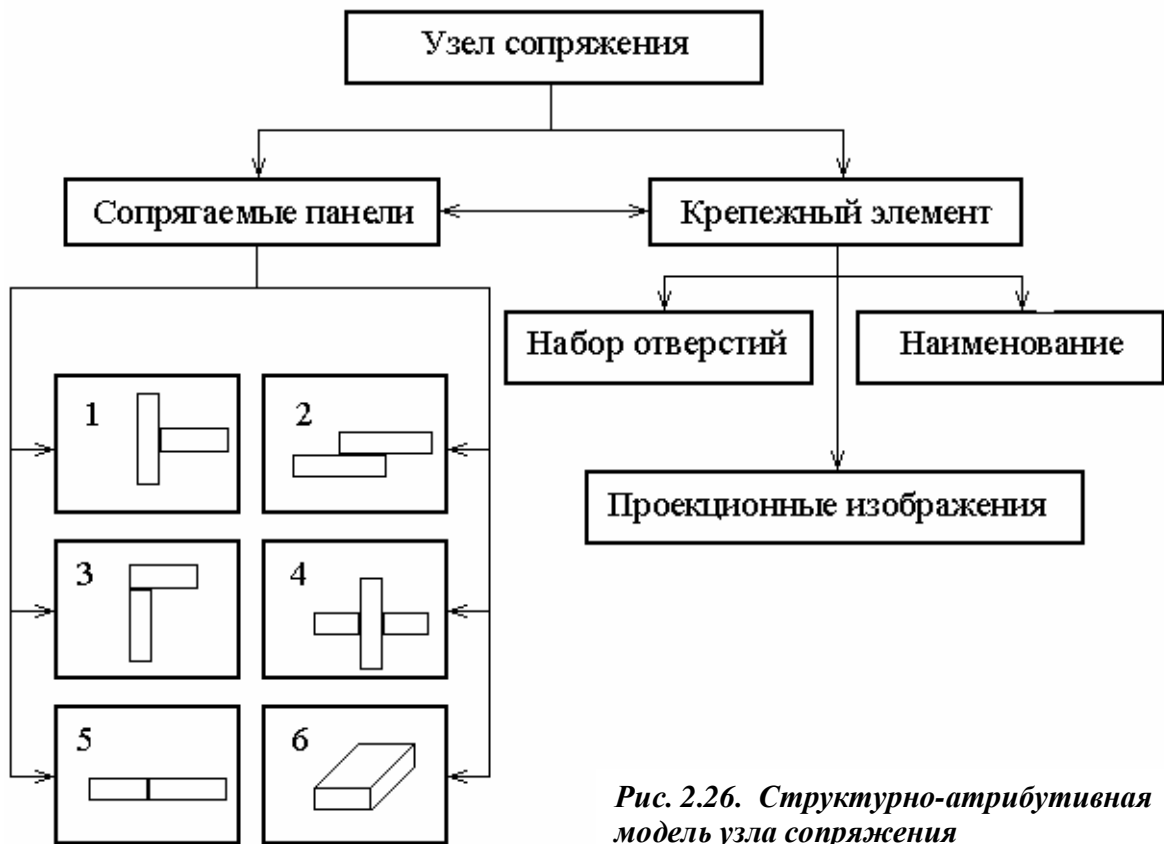 Узел сопряжения
Сопрягаемые панели
Крепежный элемент
Набор отверстий
Наименование
Проекционные изображения
1
2
3
4
5
6
Рис. 2.26. Структурно-атрибутивная
модель узла сопряжения